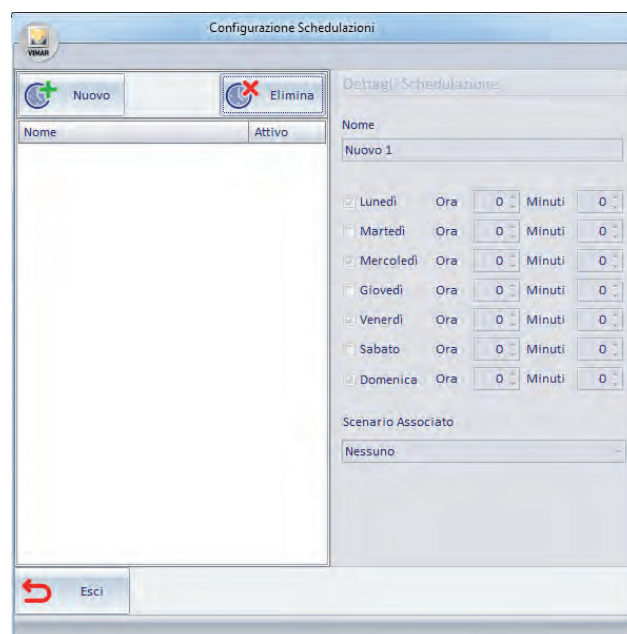 Configurazione Schedulazioni
VIMAR
Nuovo
Elimina
Nome Attivo
Dettagli Schedulazione
Nome
Nuovo 1
Lunedì Ora 0 Minuti 0
Martedì Ora 0 Minuti 0
Mercoledì Ora 0 Minuti 0
Giovedì Ora 0 Minuti 0
Venerdì Ora 0 Minuti 0
Sabato Ora 0 Minuti 0
Domenica Ora 0 Minuti 0
Scenario Associato
Nessuno
Esci